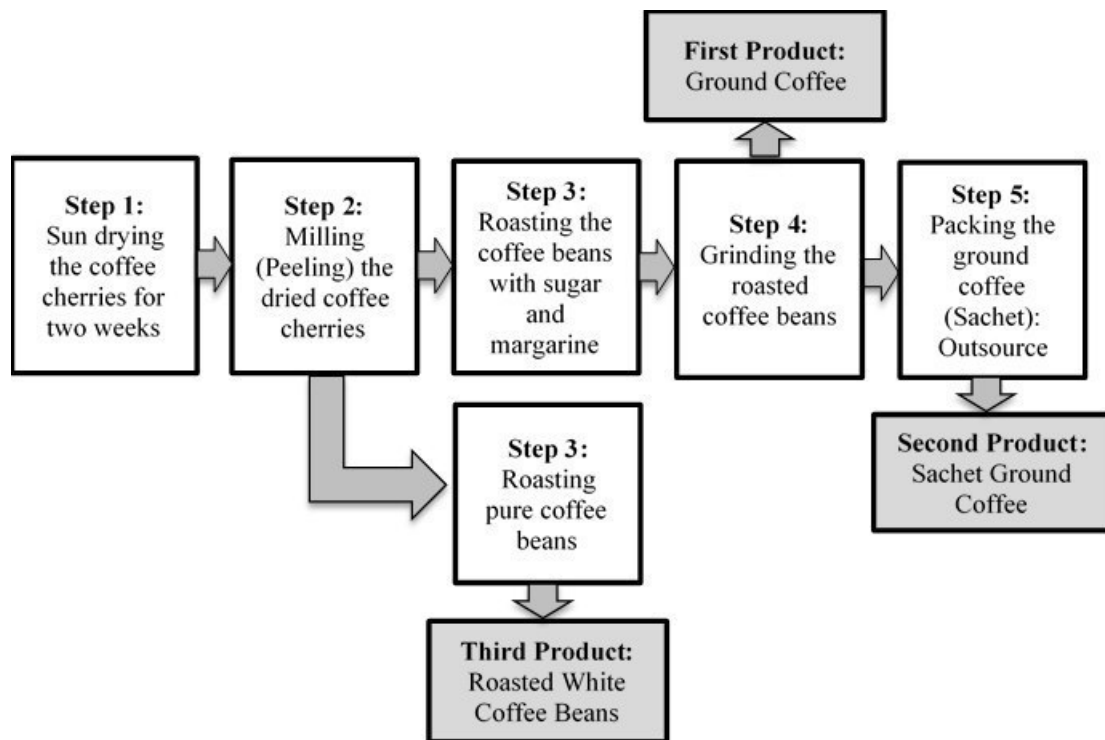 First Product:
Ground Coffee
Step 1:
Sun drying
the coffee
cherries for
two weeks
Step 2:
Milling
(Peeling) the
dried coffee
cherries
Step 3:
Roasting the
coffee beans
with sugar
and
margarine
Step 4:
Grinding the
roasted
coffee beans
Step 5:
Packing the
ground
coffee
(Sachet):
Outsource
Step 3:
Roasting
pure coffee
beans
Second Product:
Sachet Ground
Coffee
Third Product:
Roasted White
Coffee Beans